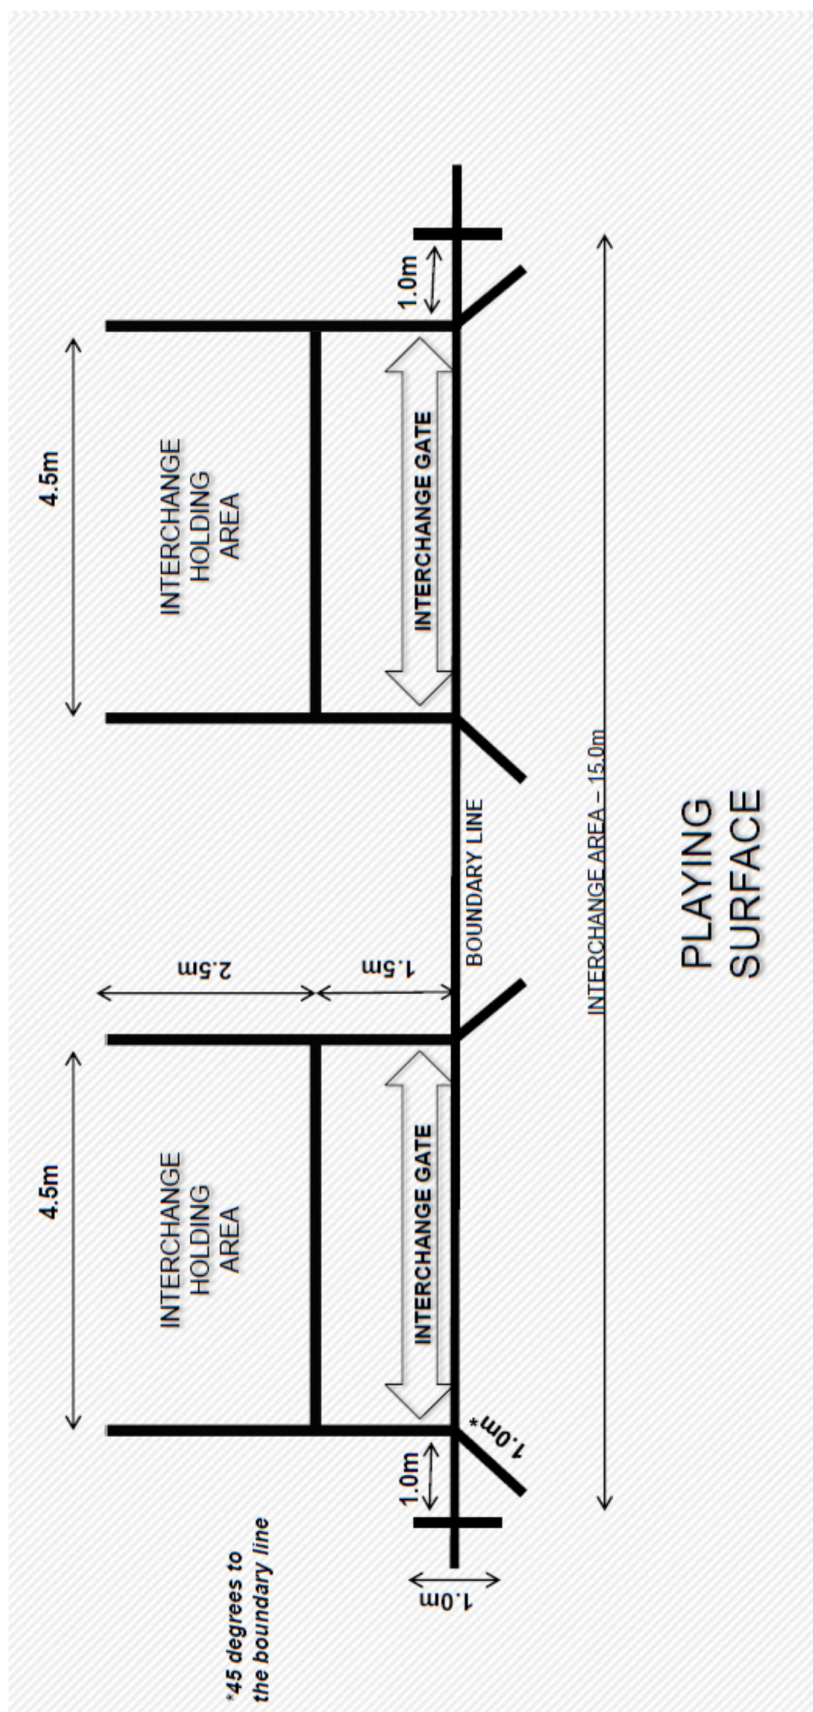 4.5m
4.5m
INTERCHANGE
HOLDING
AREA
INTERCHANGE
HOLDING
AREA
*45 degrees to
the boundary line
2.5m
1.5m
1.0m
INTERCHANGE GATE
INTERCHANGE GATE
1.0m
1.0m
1.0m*
BOUNDARY LINE
INTERCHANGE AREA – 15.0m
PLAYING
SURFACE